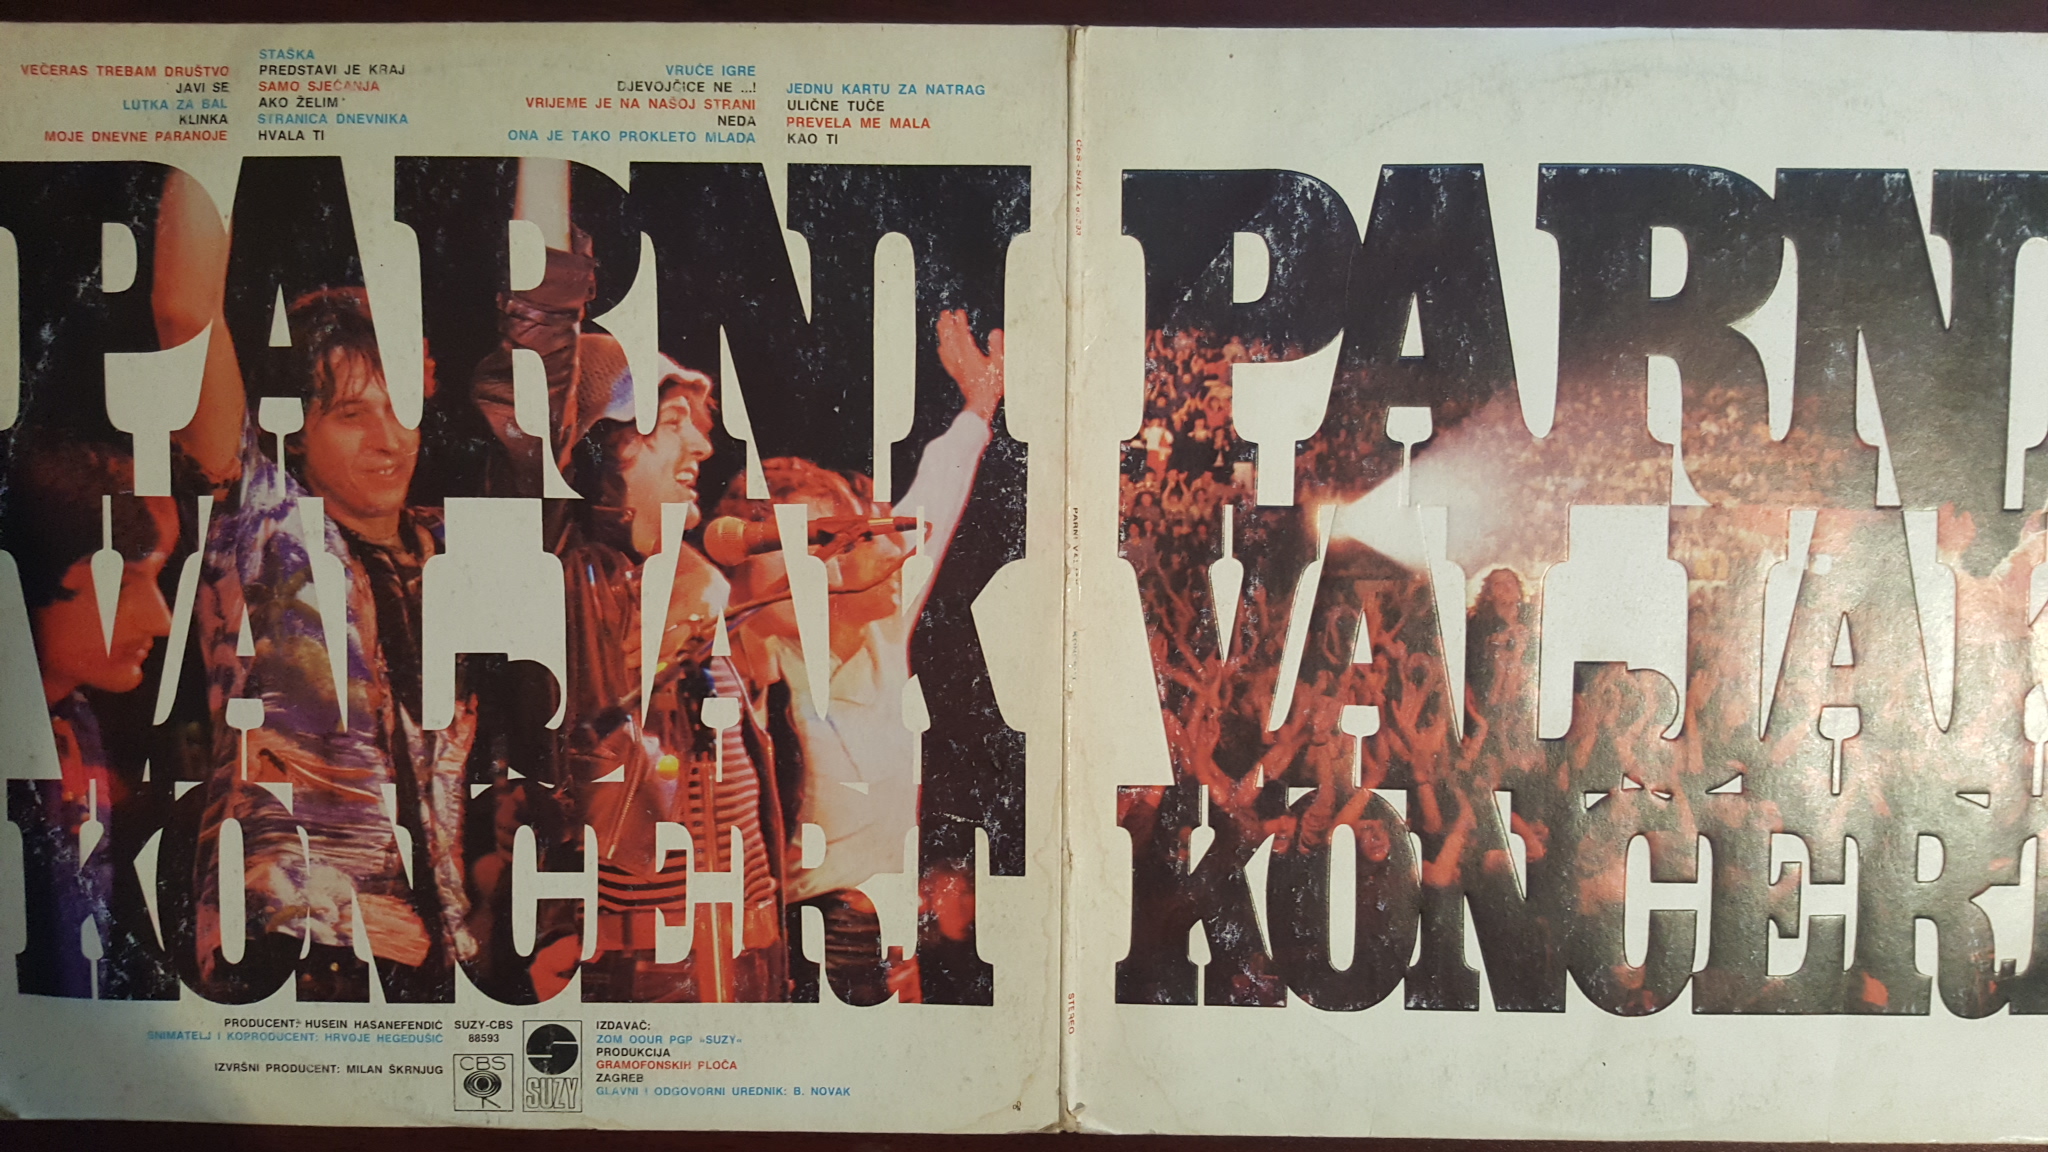 VEČERAS TREBAM DRUŠTVO
JAVI SE
LUTKA ZA BAL
KLINKA
MOJE DNEVNE PARANOJE
STAŠKA
PREDSTAVI JE KRAJ
SAMO SJEĆANJA
AKO ŽELIM
STRANICA DNEVNIKA
HVALA TI
VRUĆE IGRE
DJEVOJČICE NE ...!
VRIJEME JE NA NAŠOJ STRANI
NEDA
ONA JE TAKO PROKLETO MLADA
JEDNU KARTU ZA NATRAG
ULIČNE TUČE
PREVELA ME MALA
KAO TI
PARNI
VALJAK
KONCERT
PRODUCENT: HUSEIN HASANEFENDIĆ
SNIMATELJ I KOPRODUCENT: HRVOJE HEGEDUŠIĆ
IZVRŠNI PRODUCENT: MILAN ŠKRNJUG
SUZY-CBS
88593
CBS
SUZY
IZDAVAČ:
ZOM OOUR PGP »SUZY«
PRODUKCIJA
GRAMOFONSKIH PLOČA
ZAGREB
GLAVNI I ODGOVORNI UREDNIK: B. NOVAK
STEREO
PARNI
VALJAK
KONCERT